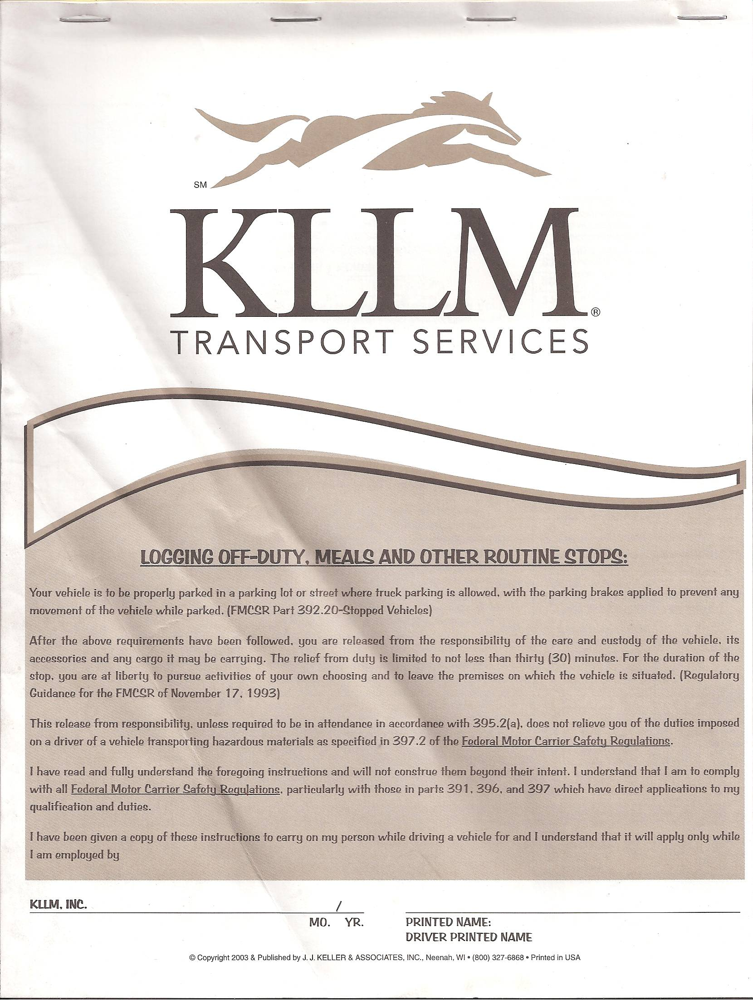 SM
KLLM®
TRANSPORT SERVICES
LOGGING OFF-DUTY, MEALS AND OTHER ROUTINE STOPS:
Your vehicle is to be properly parked in a parking lot or street where truck parking is allowed, with the parking brakes applied to prevent any
movement of the vehicle while parked. (FMCSR Part 392.20-Stopped Vehicles)
After the above requirements have been followed, you are released from the responsibility of the care and custody of the vehicle, its
accessories and any cargo it may be carrying. The relief from duty is limited to not less than thirty (30) minutes. For the duration of the
stop, you are at liberty to pursue activities of your own choosing and to leave the premises on which the vehicle is situated. (Regulatory
Guidance for the FMCSR of November 17, 1993)
This release from responsibility, unless required to be in attendance in accordance with 395.2(a), does not relieve you of the duties imposed
on a driver of a vehicle transporting hazardous materials as specified in 397.2 of the Federal Motor Carrier Safety Regulations.
I have read and fully understand the foregoing instructions and will not construe them beyond their intent. I understand that I am to comply
with all Federal Motor Carrier Safety Regulations, particularly with those in parts 391, 396, and 397 which have direct applications to my
qualification and duties.
I have been given a copy of these instructions to carry on my person while driving a vehicle for and I understand that it will apply only while
I am employed by
KLLM, INC. /
MO. YR. PRINTED NAME:
DRIVER PRINTED NAME
© Copyright 2003 & Published by J. J. KELLER & ASSOCIATES, INC., Neenah, WI • (800) 327-6868 • Printed in USA